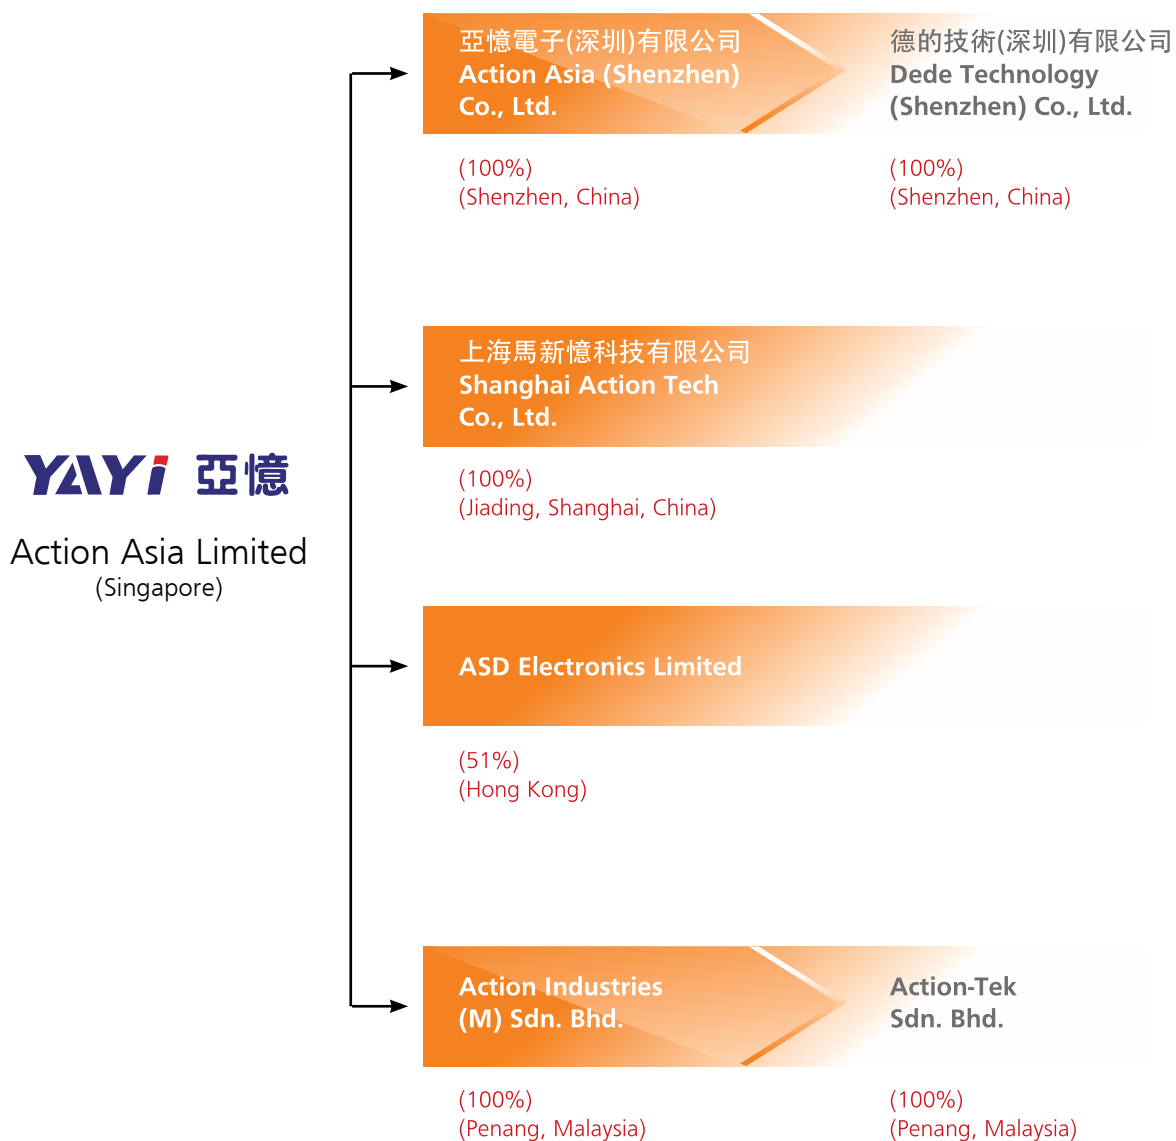 亞憶電子(深圳)有限公司
Action Asia (Shenzhen)
Co., Ltd.
(100%)
(Shenzhen, China)
德的技術(深圳)有限公司
Dede Technology
(Shenzhen) Co., Ltd.
(100%)
(Shenzhen, China)
上海馬新憶科技有限公司
Shanghai Action Tech
Co., Ltd.
(100%)
(Jiading, Shanghai, China)
YAYi 亞憶
Action Asia Limited
(Singapore)
ASD Electronics Limited
(51%)
(Hong Kong)
Action Industries
(M) Sdn. Bhd.
(100%)
(Penang, Malaysia)
Action-Tek
Sdn. Bhd.
(100%)
(Penang, Malaysia)